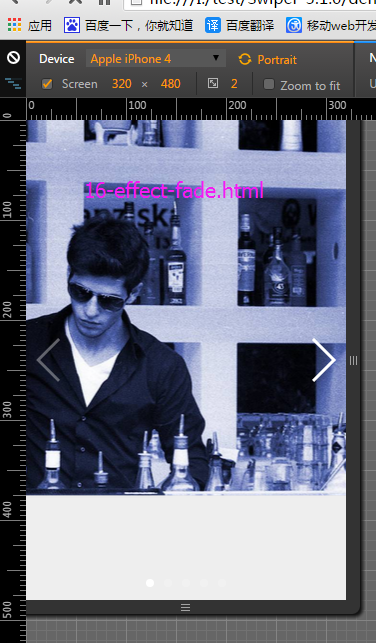 file:///I:/test/Swiper-3.1.0/den
应用 百度一下，你就知道 百度翻译 移动web开发
Device Apple iPhone 4 Portrait
Screen 320 × 480 2 Zoom to fit
0 100 200 300
0
100
200
300
400
500
16-effect-fade.html